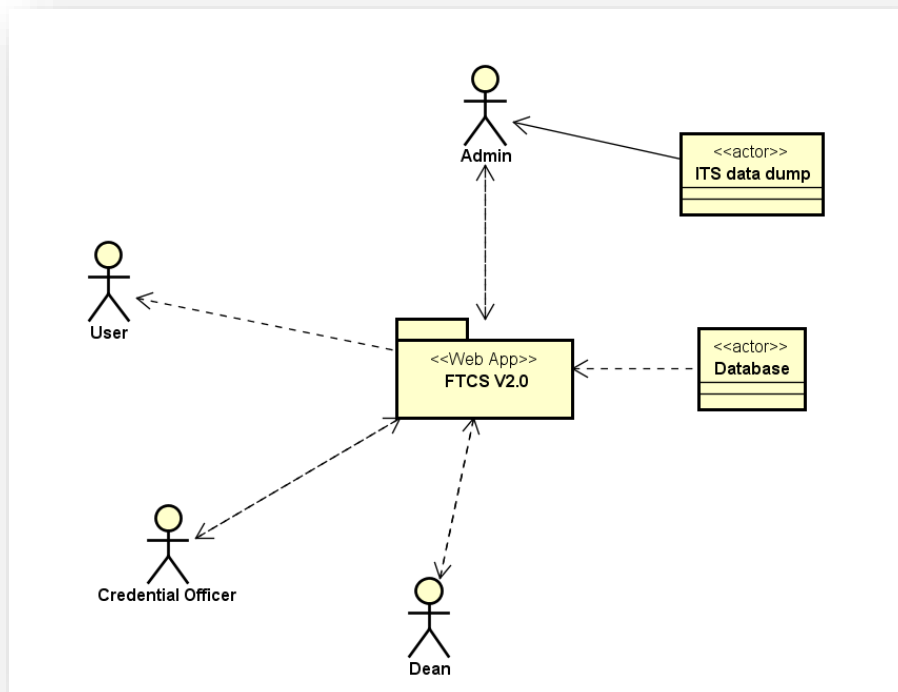 Admin
<<actor>>
ITS data dump
User
<<Web App>>
FTCS V2.0
<<actor>>
Database
Credential Officer
Dean